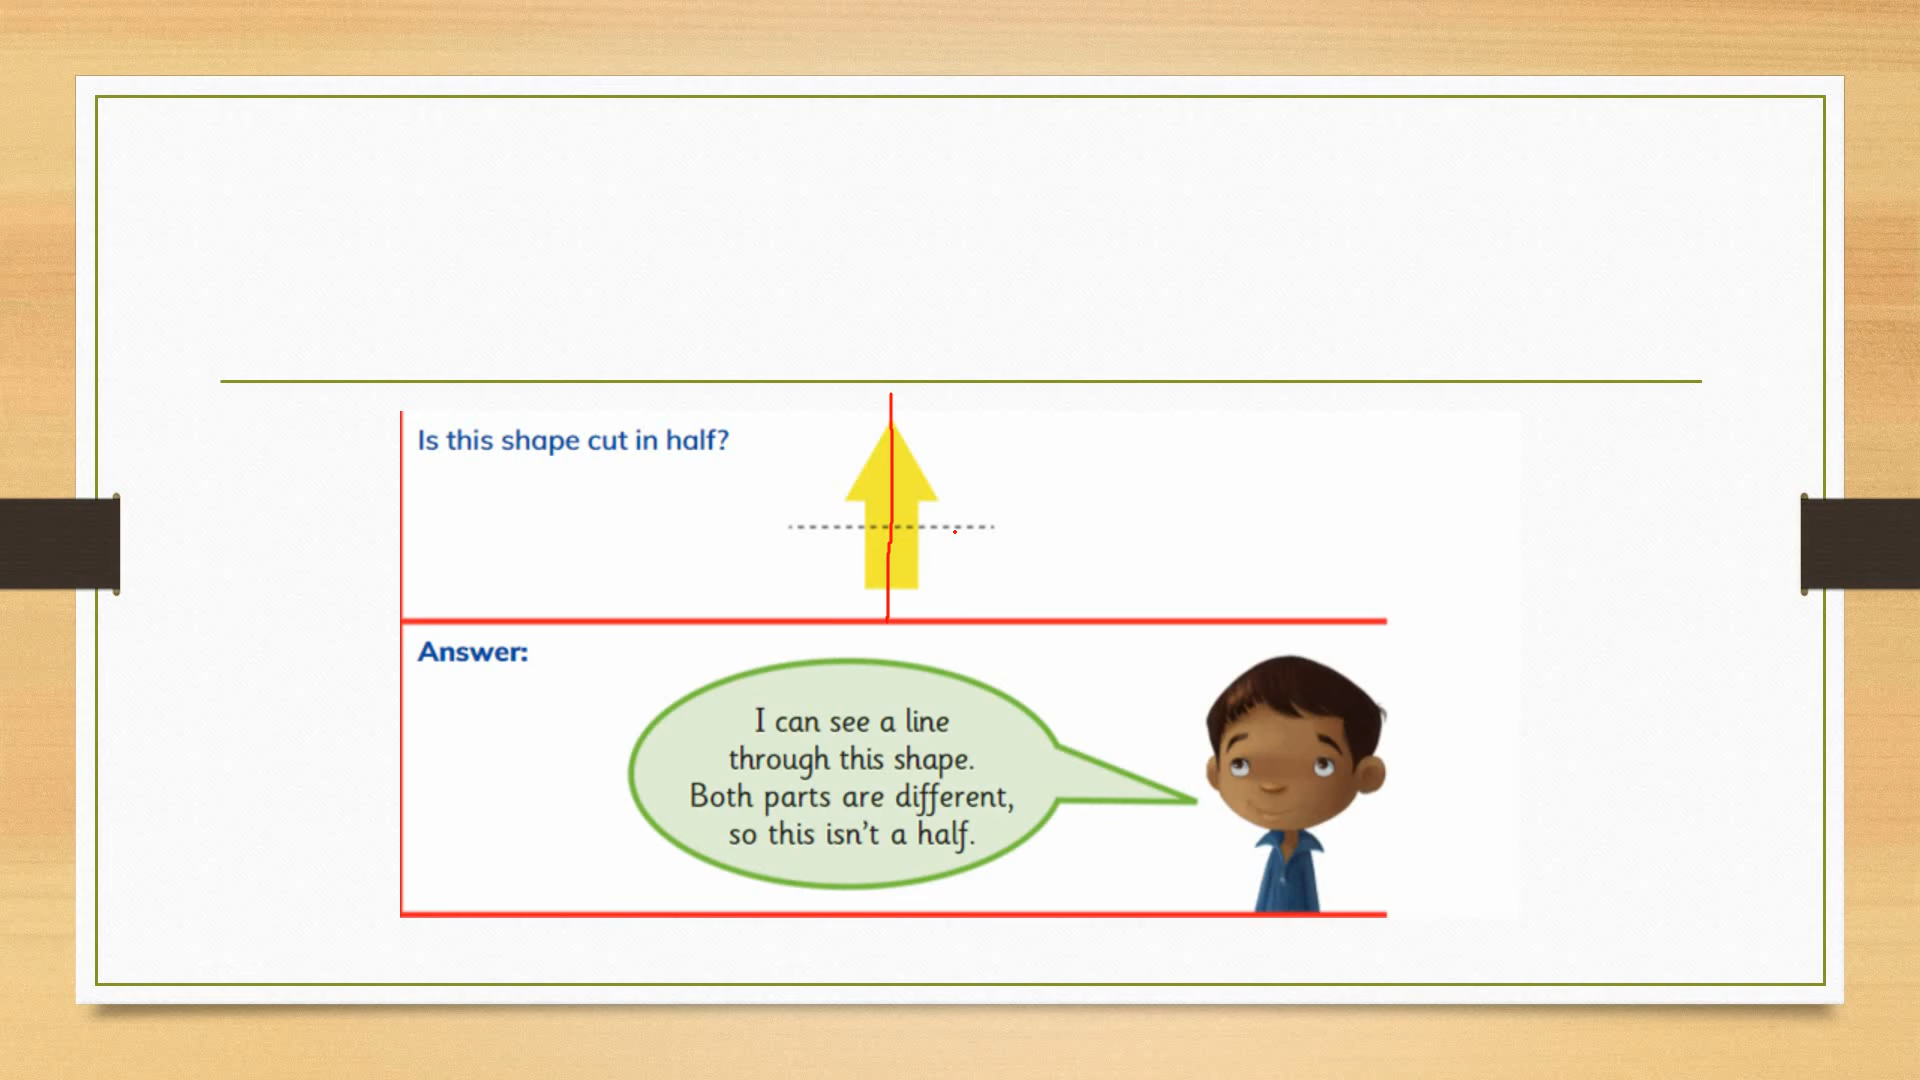 Is this shape cut in half?
Answer:
I can see a line
through this shape.
Both parts are different,
so this isn't a half.